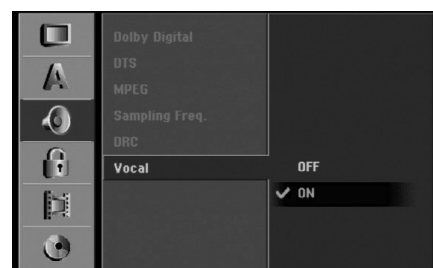 Dolby Digital
DTS
MPEG
Sampling Freq.
DRC
Vocal
OFF
ON
A